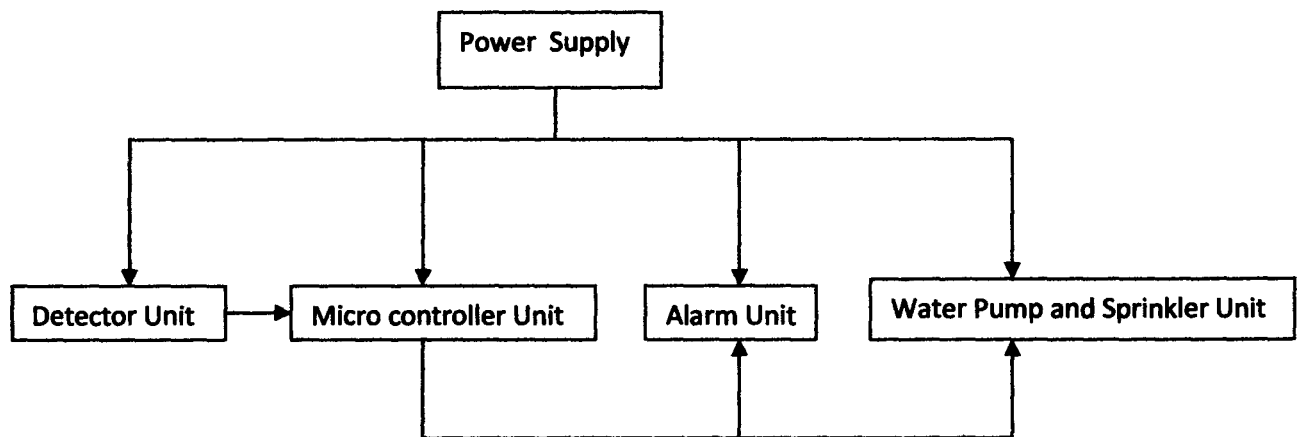 Power Supply
Detector Unit
Micro controller Unit
Alarm Unit
Water Pump and Sprinkler Unit